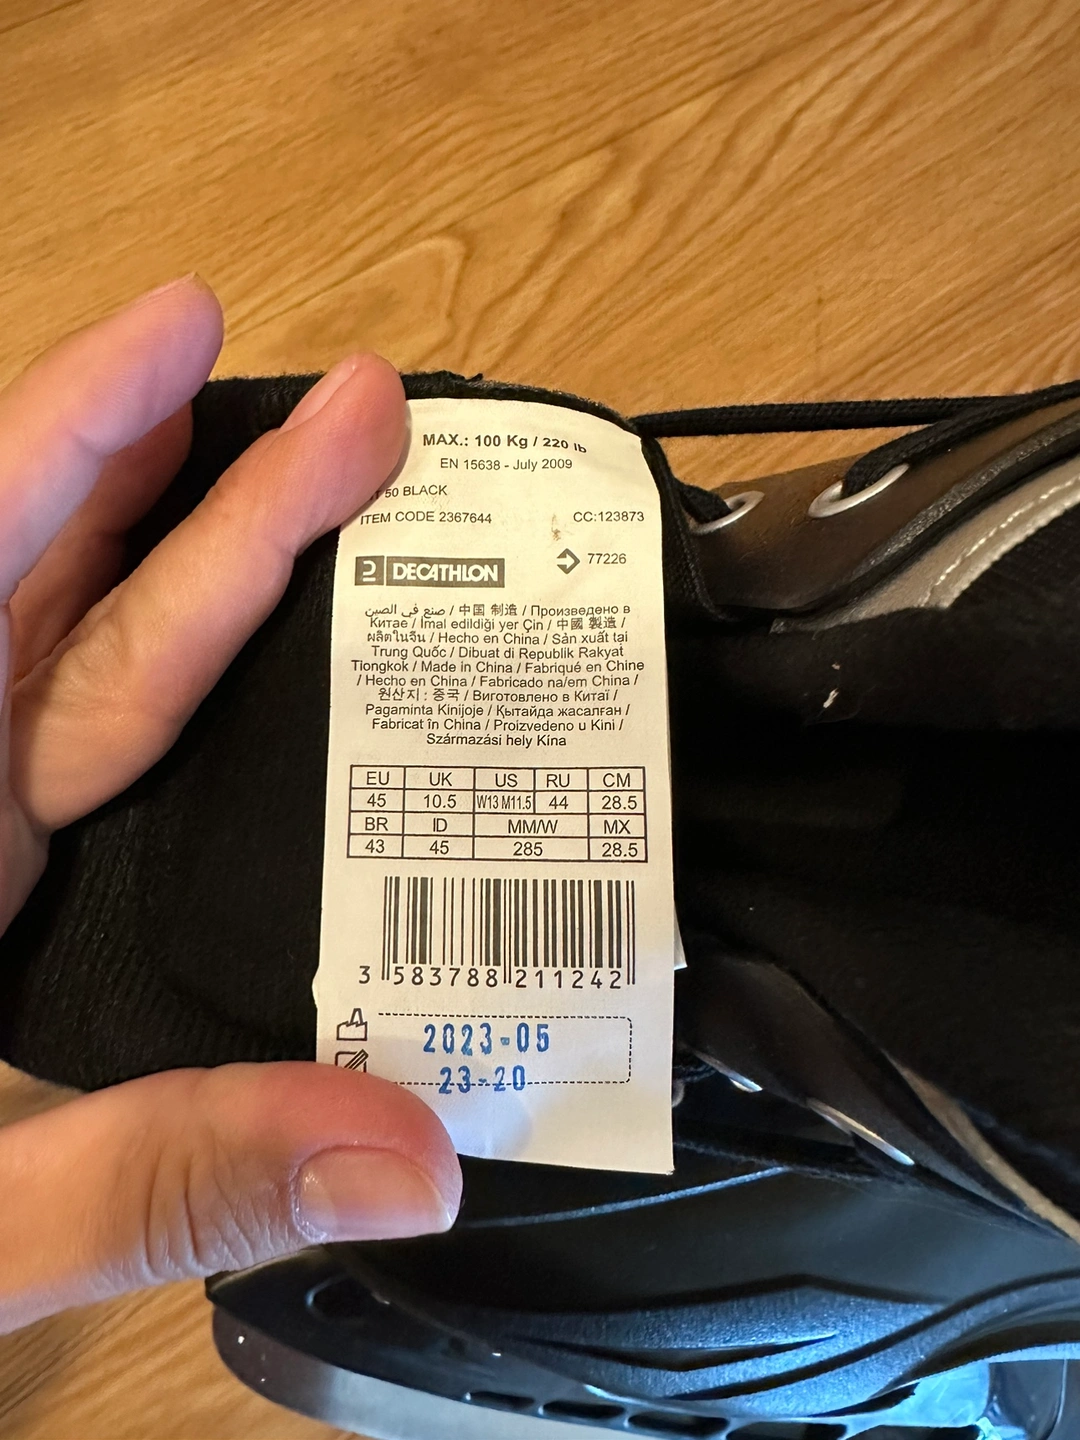 MAX.: 100 Kg / 220 lb
EN 15638 - July 2009
50 BLACK
ITEM CODE 2367644 CC:123873
DECATHLON 77226
صنع في الصين / 中国 制造 / Произведено в
Китае / İmal edildiği yer Çin / 中國 製造 /
ผลิตในจีน / Hecho en China / Sản xuất tại
Trung Quốc / Dibuat di Republik Rakyat
Tiongkok / Made in China / Fabriqué en Chine
/ Hecho en China / Fabricado na/em China /
원산지 : 중국 / Виготовлено в Китаї /
Pagaminta Kinijoje / Қытайда жасалған /
Fabricat în China / Proizvedeno u Kini /
Származási hely Kína
EU UK US RU CM
45 10.5 W13 M11.5 44 28.5
BR ID MM/W MX
43 45 285 28.5
3 583788 211242
2023-05
23-20